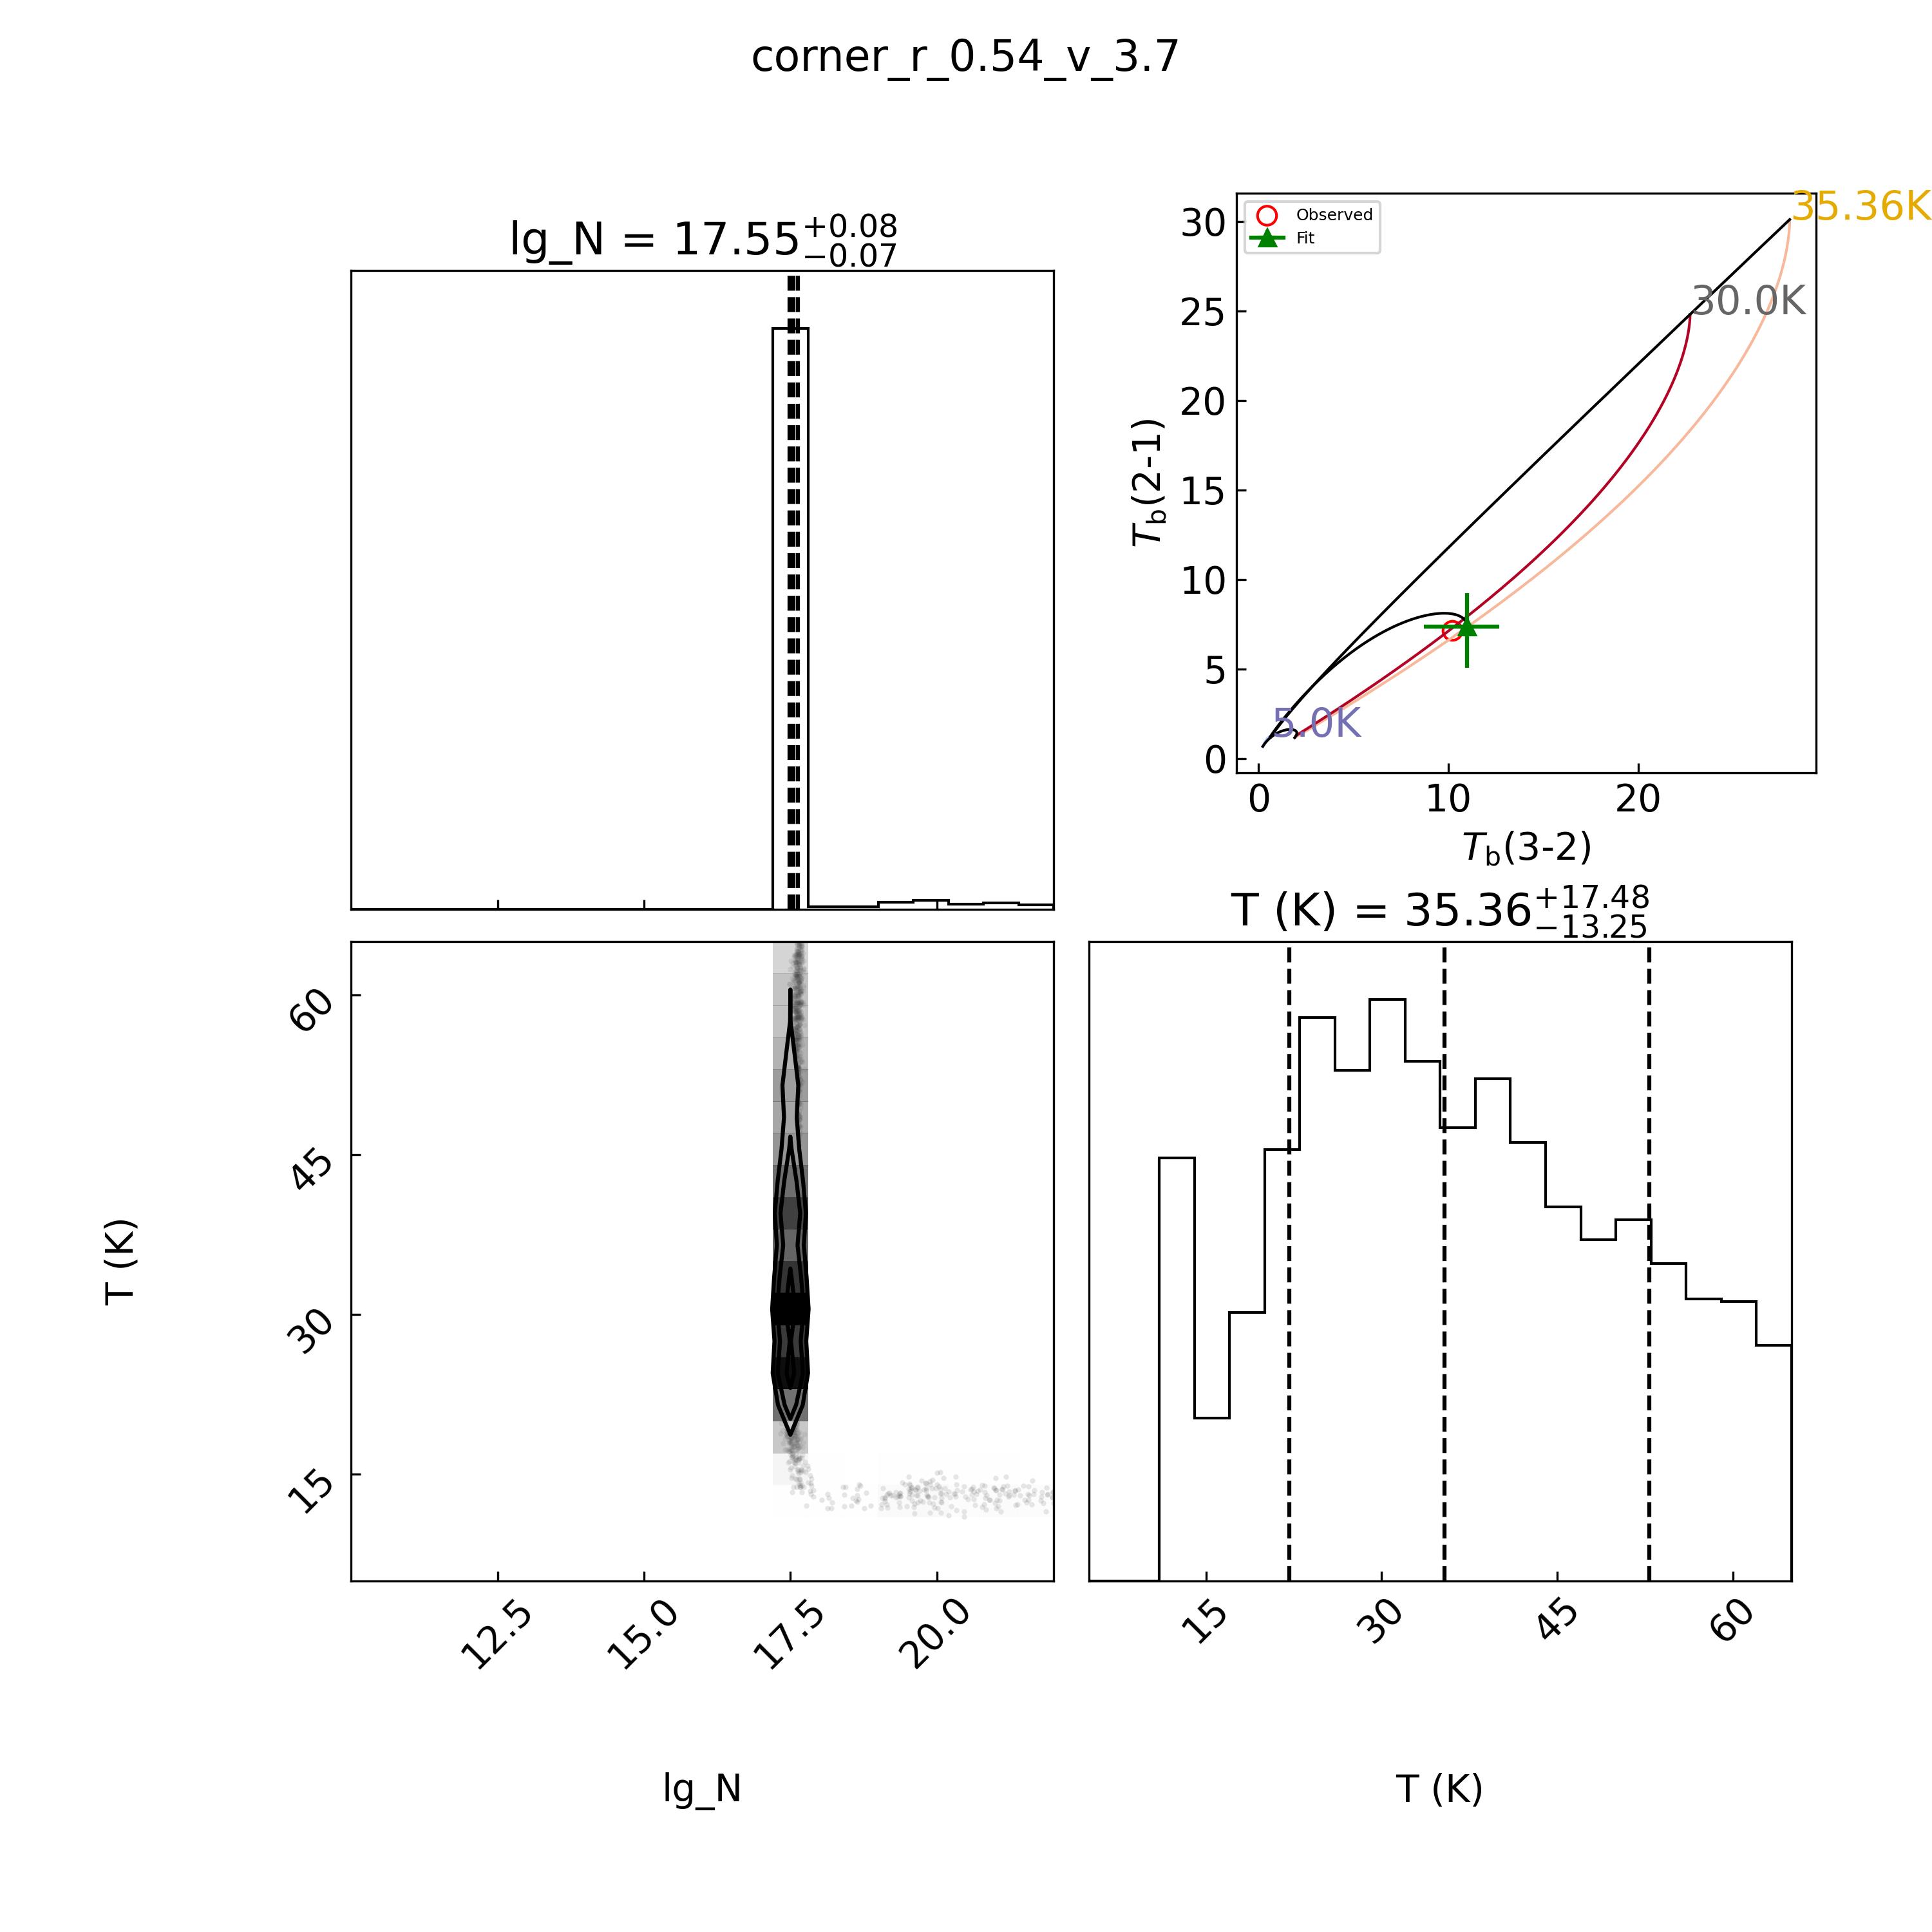 corner_r_0.54_v_3.7
lg_N = 17.55+0.08
−0.07
35.36K
30
Observed
Fit
30.0K
25
20
15
10
5
0
5.0K
Tb(2-1)
0 10 20
Tb(3-2)
T (K) = 35.36+17.48
−13.25
60
45
30
15
T (K)
12.5 15.0 17.5 20.0
15 30 45 60
lg_N
T (K)